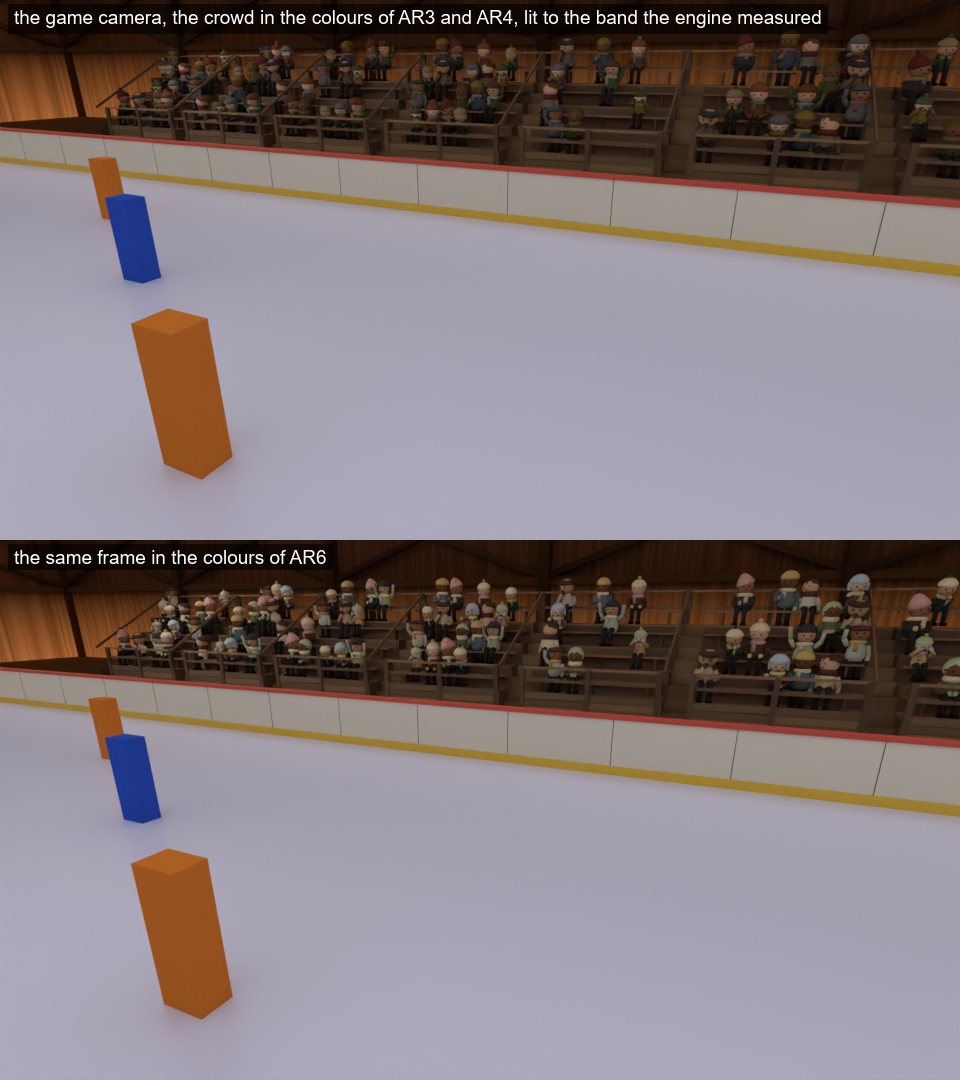 the game camera, the crowd in the colours of AR3 and AR4, lit to the band the engine measured
the same frame in the colours of AR6